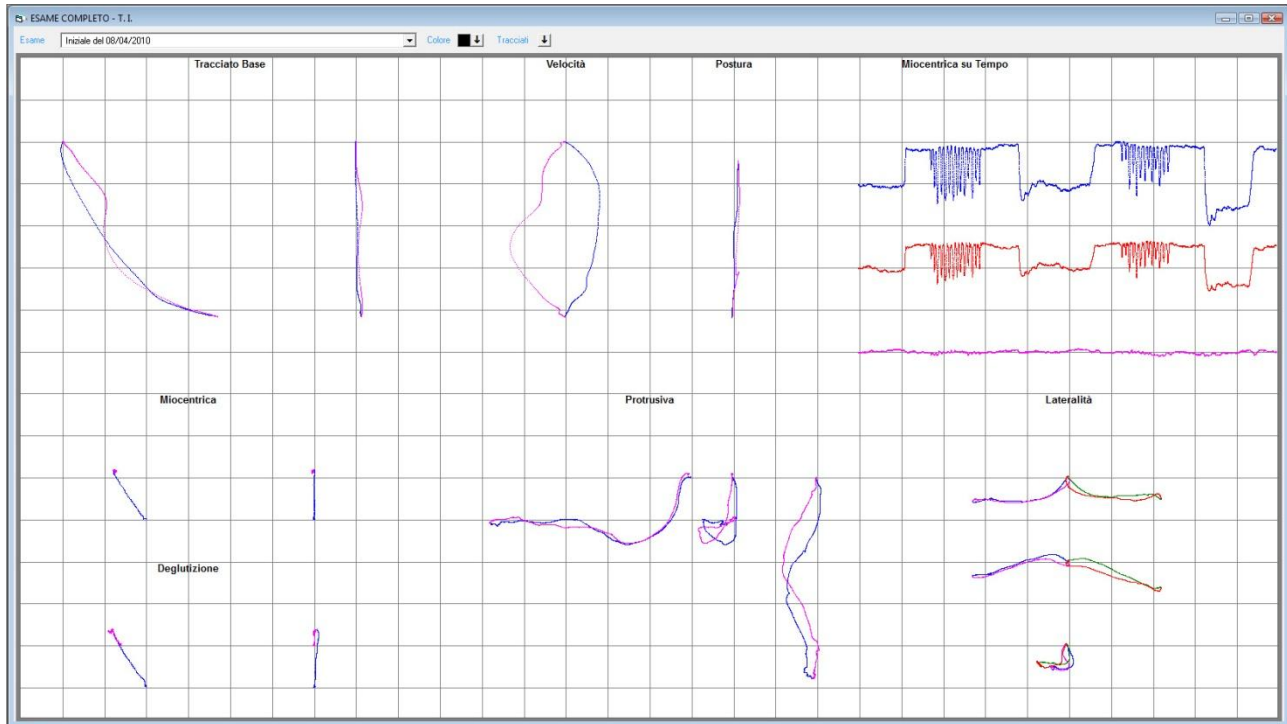 ESAME COMPLETO - T. I.
Esame Iniziale del 08/04/2010 Colore Tracciati
Tracciato Base Velocità Postura Miocentrica su Tempo
Miocentrica Protrusiva Lateralità
Deglutizione